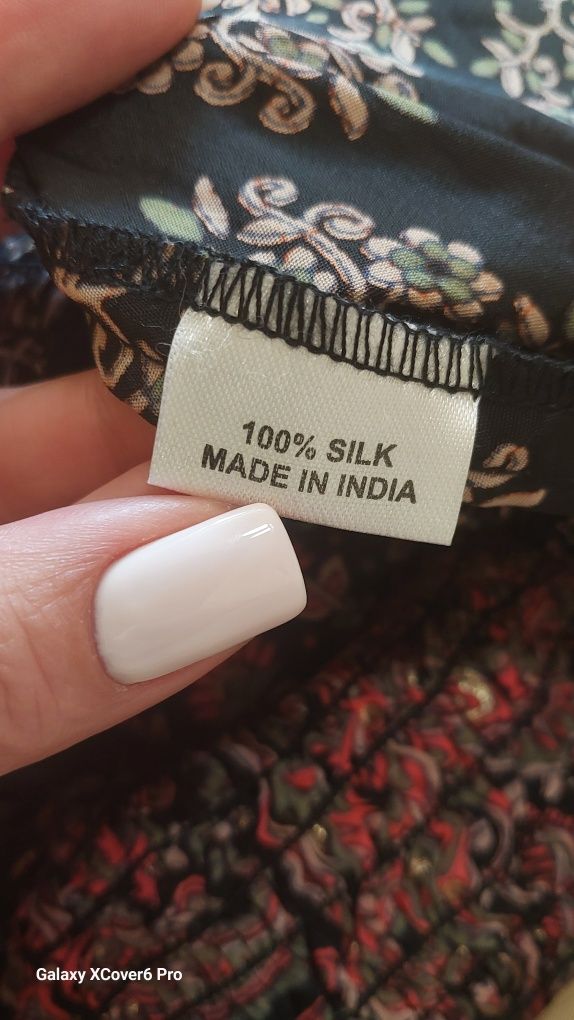 100% SILK
MADE IN INDIA
Galaxy XCover6 Pro